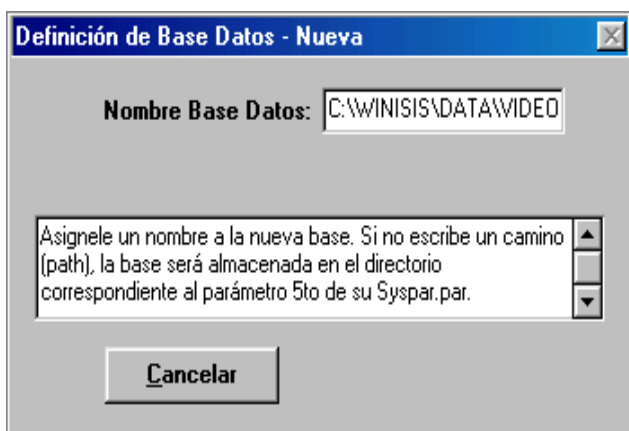 Definición de Base Datos - Nueva
Nombre Base Datos: C:\WINISIS\DATA\VIDEO
Asignele un nombre a la nueva base. Si no escribe un camino
(path), la base será almacenada en el directorio
correspondiente al parámetro 5to de su Syspar.par.
Cancelar